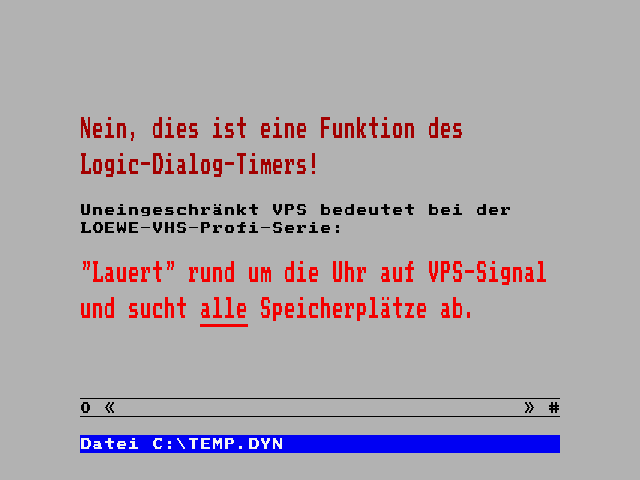 Nein, dies ist eine Funktion des
Logic-Dialog-Timers!
Uneingeschränkt VPS bedeutet bei der
LOEWE-VHS-Profi-Serie:
"Lauert" rund um die Uhr auf VPS-Signal
und sucht alle Speicherplätze ab.
0 « » #
Datei C:\TEMP.DYN